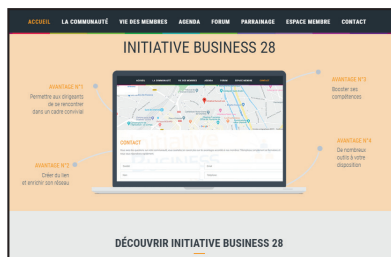 ACCUEIL LA COMMUNAUTÉ VIE DES MEMBRES AGENDA FORUM PARRAINAGE ESPACE MEMBRE CONTACT
INITIATIVE BUSINESS 28
AVANTAGE N°1
Permettre aux dirigeants
de se rencontrer
dans un cadre convivial
AVANTAGE N°2
Créer du lien
et enrichir son réseau
CONTACT
AVANTAGE N°3
Booster ses
compétences
AVANTAGE N°4
De nombreux
outils à votre
disposition
DÉCOUVRIR INITIATIVE BUSINESS 28